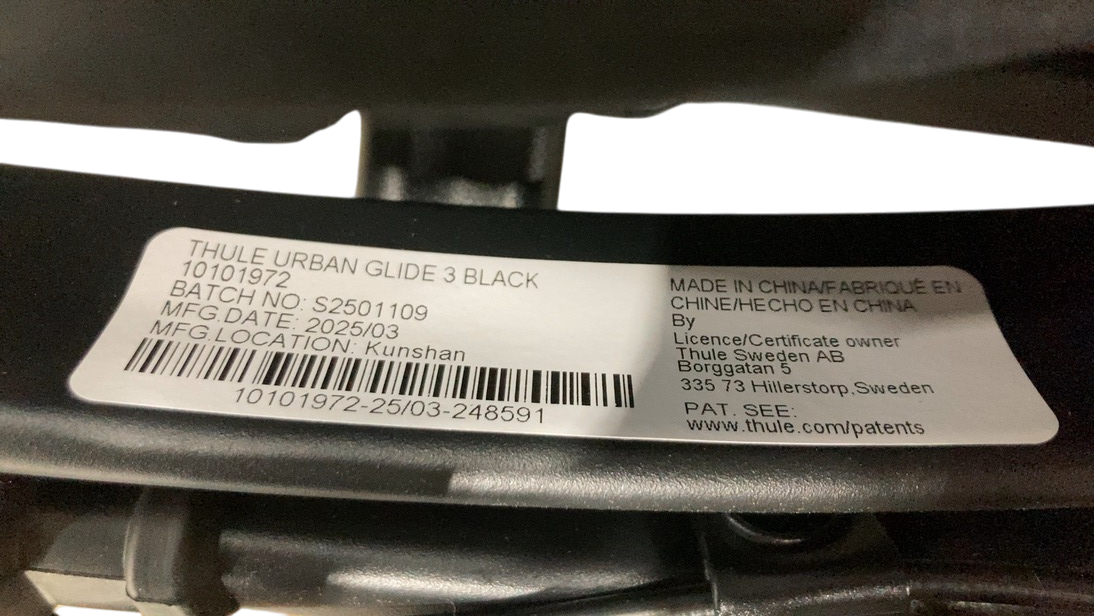 THULE URBAN GLIDE 3 BLACK
10101972
BATCH NO: S2501109
MFG.DATE: 2025/03
MFG.LOCATION: Kunshan
10101972-25/03-248591
MADE IN CHINA/FABRIQUÉ EN
CHINE/HECHO EN CHINA
By
Licence/Certificate owner
Thule Sweden AB
Borggatan 5
335 73 Hillerstorp,Sweden
PAT. SEE:
www.thule.com/patents